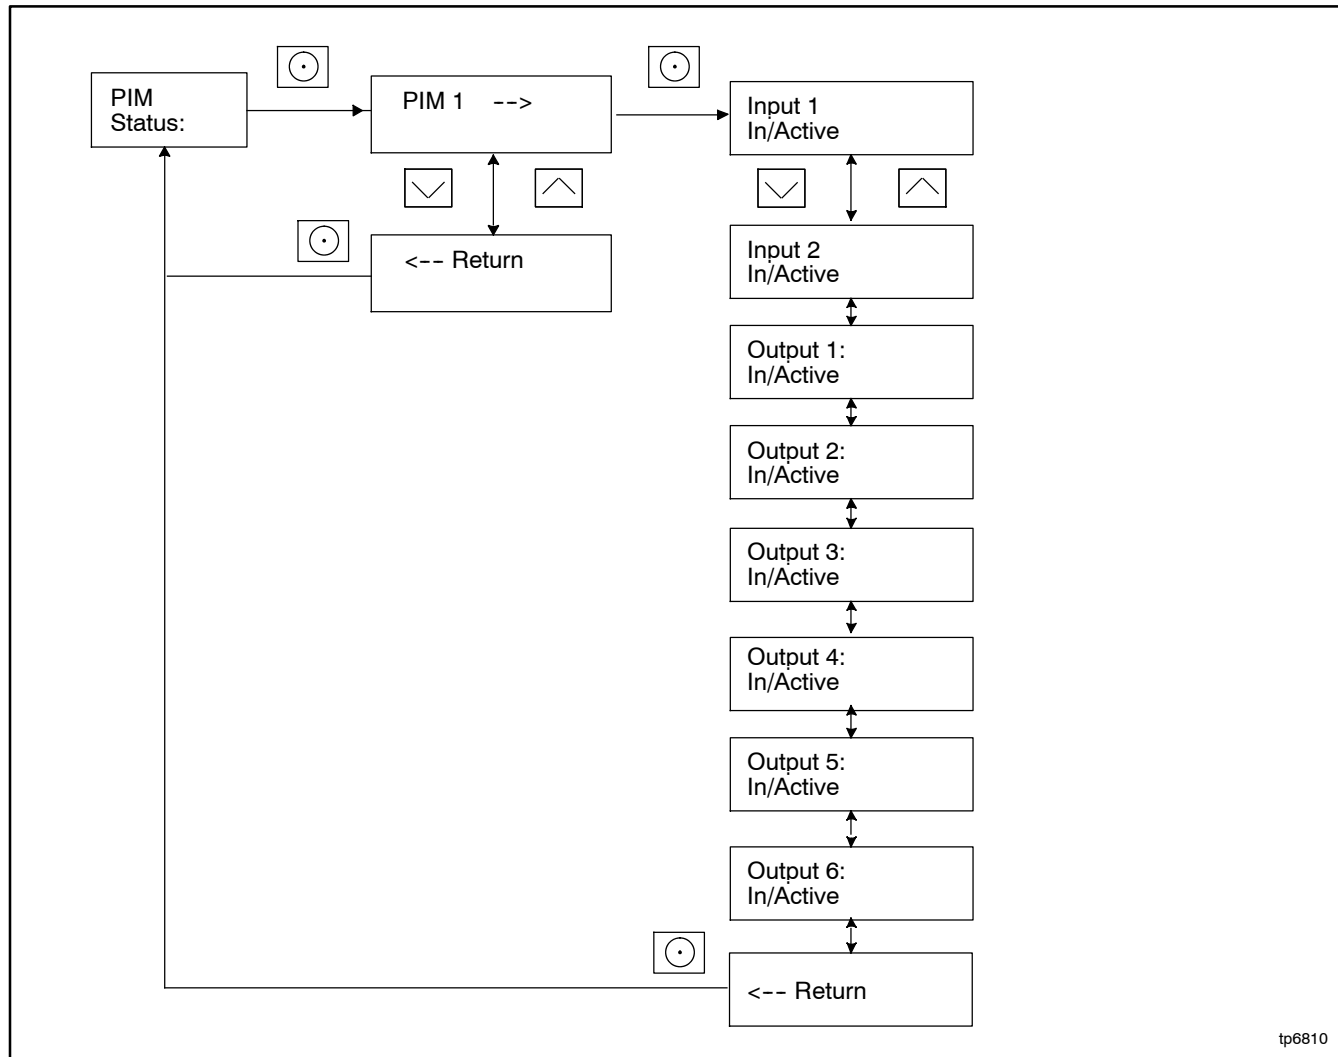 PIM
Status:
PIM 1 -->
<-- Return
Input 1
In/Active
Input 2
In/Active
Output 1:
In/Active
Output 2:
In/Active
Output 3:
In/Active
Output 4:
In/Active
Output 5:
In/Active
Output 6:
In/Active
<-- Return
tp6810